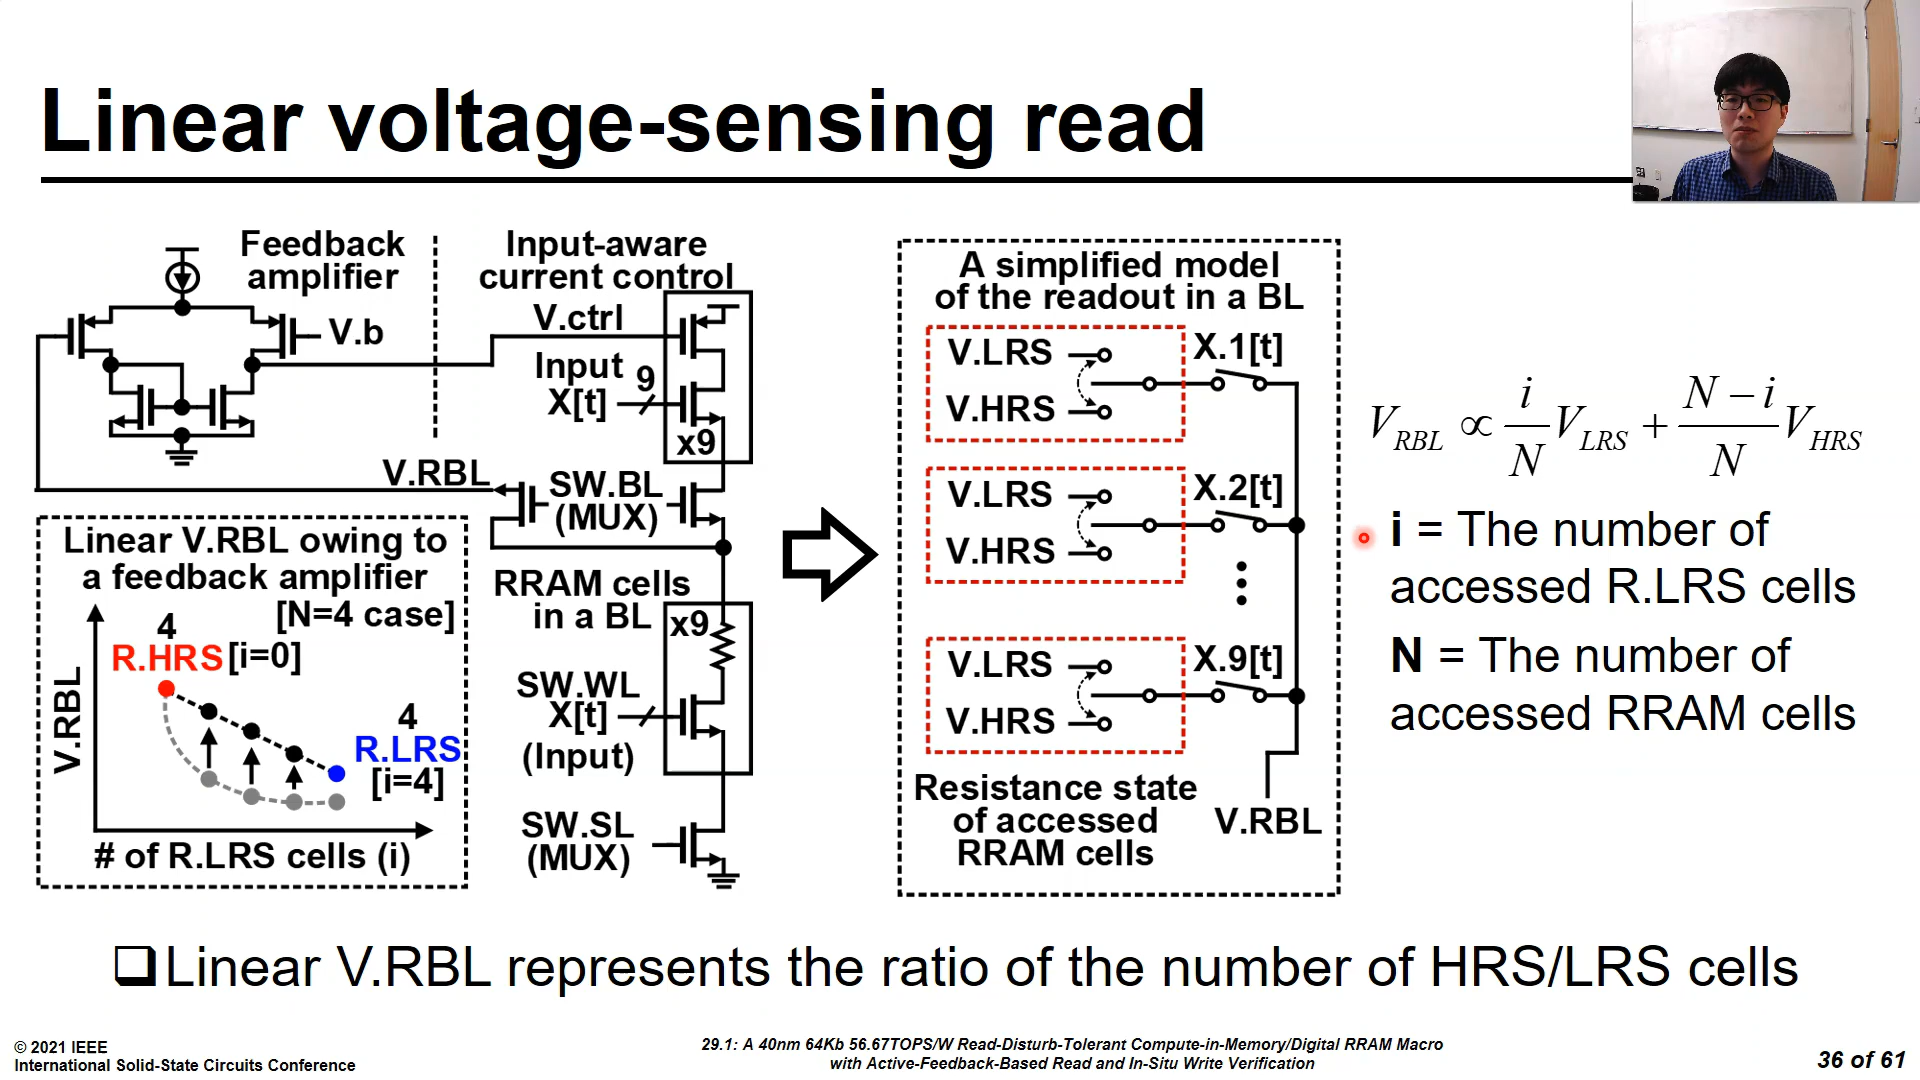 Linear voltage-sensing read
Feedback
amplifier
V.b
Input-aware
current control
V.ctrl
Input
X[t]
9
x9
V.RBL
SW.BL
(MUX)
Linear V.RBL owing to
a feedback amplifier
[N=4 case]
4
R.HRS [i=0]
4
R.LRS
[i=4]
V.RBL
# of R.LRS cells (i)
RRAM cells
in a BL
x9
SW.WL
X[t]
(Input)
SW.SL
(MUX)
A simplified model
of the readout in a BL
V.LRS
V.HRS
X.1[t]
V.LRS
V.HRS
X.2[t]
V.LRS
V.HRS
X.9[t]
Resistance state
of accessed
RRAM cells
V.RBL
V_RBL ∝ i/N V_LRS + N − i/N V_HRS
i = The number of
accessed R.LRS cells
N = The number of
accessed RRAM cells
❑Linear V.RBL represents the ratio of the number of HRS/LRS cells
© 2021 IEEE
International Solid-State Circuits Conference
29.1: A 40nm 64Kb 56.67TOPS/W Read-Disturb-Tolerant Compute-in-Memory/Digital RRAM Macro
with Active-Feedback-Based Read and In-Situ Write Verification
36 of 61